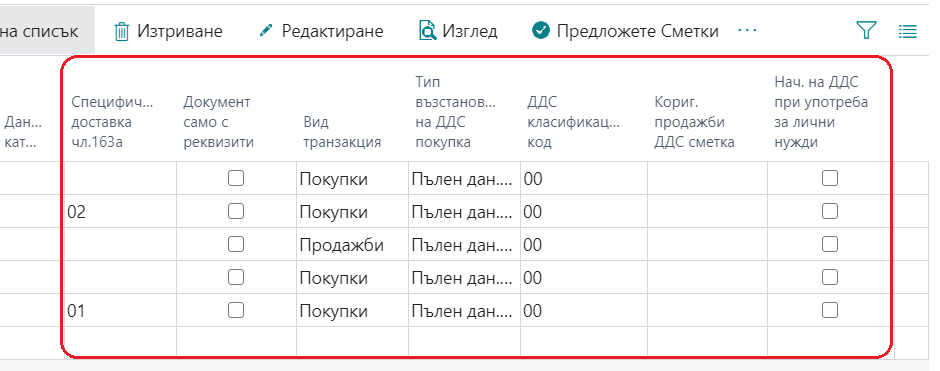 на списък Изтриване Редактиране Изглед Предложете Сметки ...
Дан...
кат...
Специфич...
доставка
чл.163а
Документ
само с
реквизити
Вид
транзакция
Тип
възстанов...
на ДДС
покупка
ДДС
класификац...
код
Кориг.
продажби
ДДС сметка
Нач. на ДДС
при употреба
за лични
нужди
Покупки Пълен дан.... 00
02 Покупки Пълен дан.... 00
Продажби Пълен дан.... 00
Покупки Пълен дан.... 00
01 Покупки Пълен дан.... 00